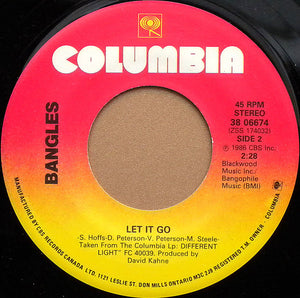 COLUMBIA
BANGLES
45 RPM
STEREO
38 06674
(ZSS 174032)
SIDE 2
℗ 1986 CBS Inc.
2:28
Blackwood
Music Inc./
Bangophile
Music (BMI)
LET IT GO
-S. Hoffs-D. Peterson-V. Peterson-M. Steele-
Taken From The Columbia Lp: DIFFERENT
LIGHT" FC 40039. Produced by
David Kahne
MANUFACTURED BY CBS RECORDS CANADA LTD. 1121 LESLIE ST. DON MILLS ONTARIO M3C 2J9 REGISTERED T.M. OWNER - COLUMBIA